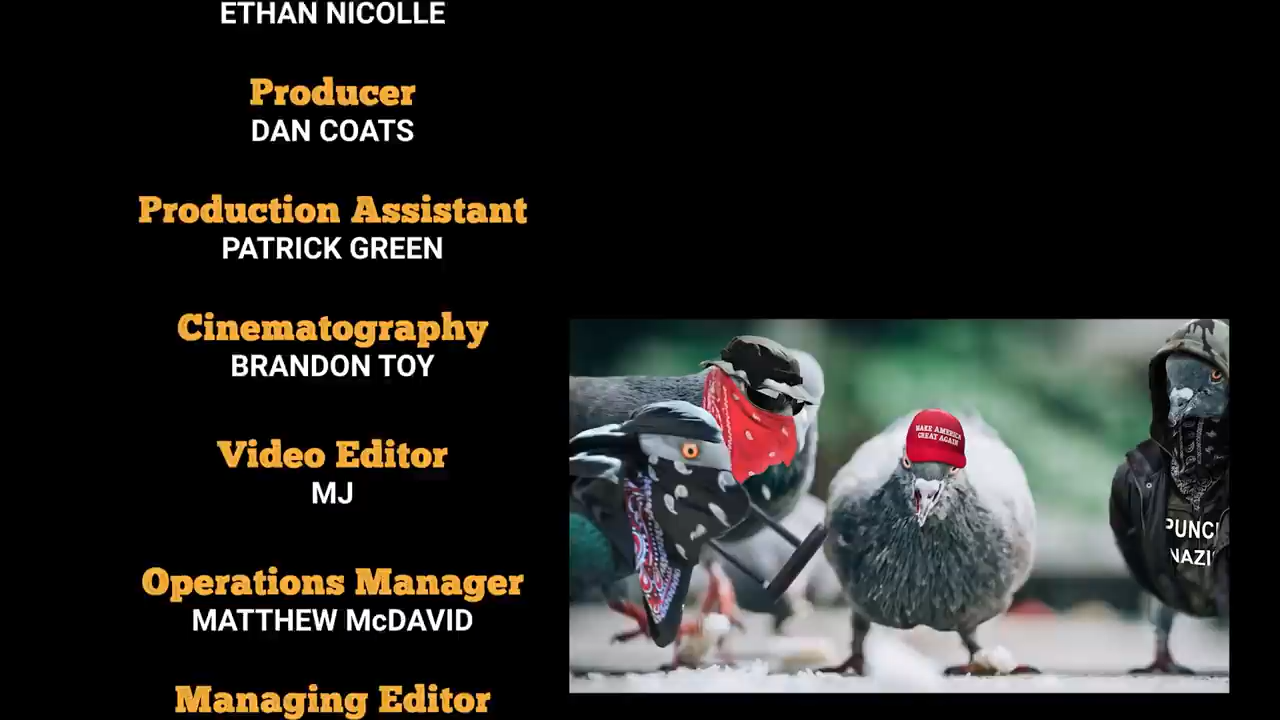 ETHAN NICOLLE
Producer
DAN COATS
Production Assistant
PATRICK GREEN
Cinematography
BRANDON TOY
Video Editor
MJ
Operations Manager
MATTHEW McDAVID
Managing Editor
MAKE AMERICA
GREAT AGAIN
PUNC
NAZI